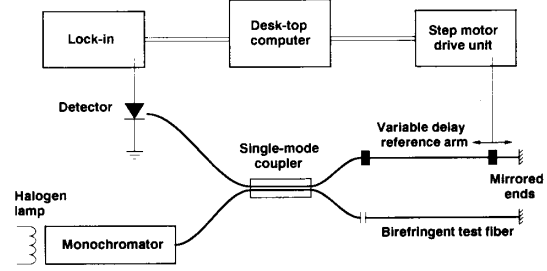 Lock-in
Desk-top
computer
Step motor
drive unit
Detector
Single-mode
coupler
Variable delay
reference arm
Mirrored
ends
Halogen
lamp
Monochromator
Birefringent test fiber